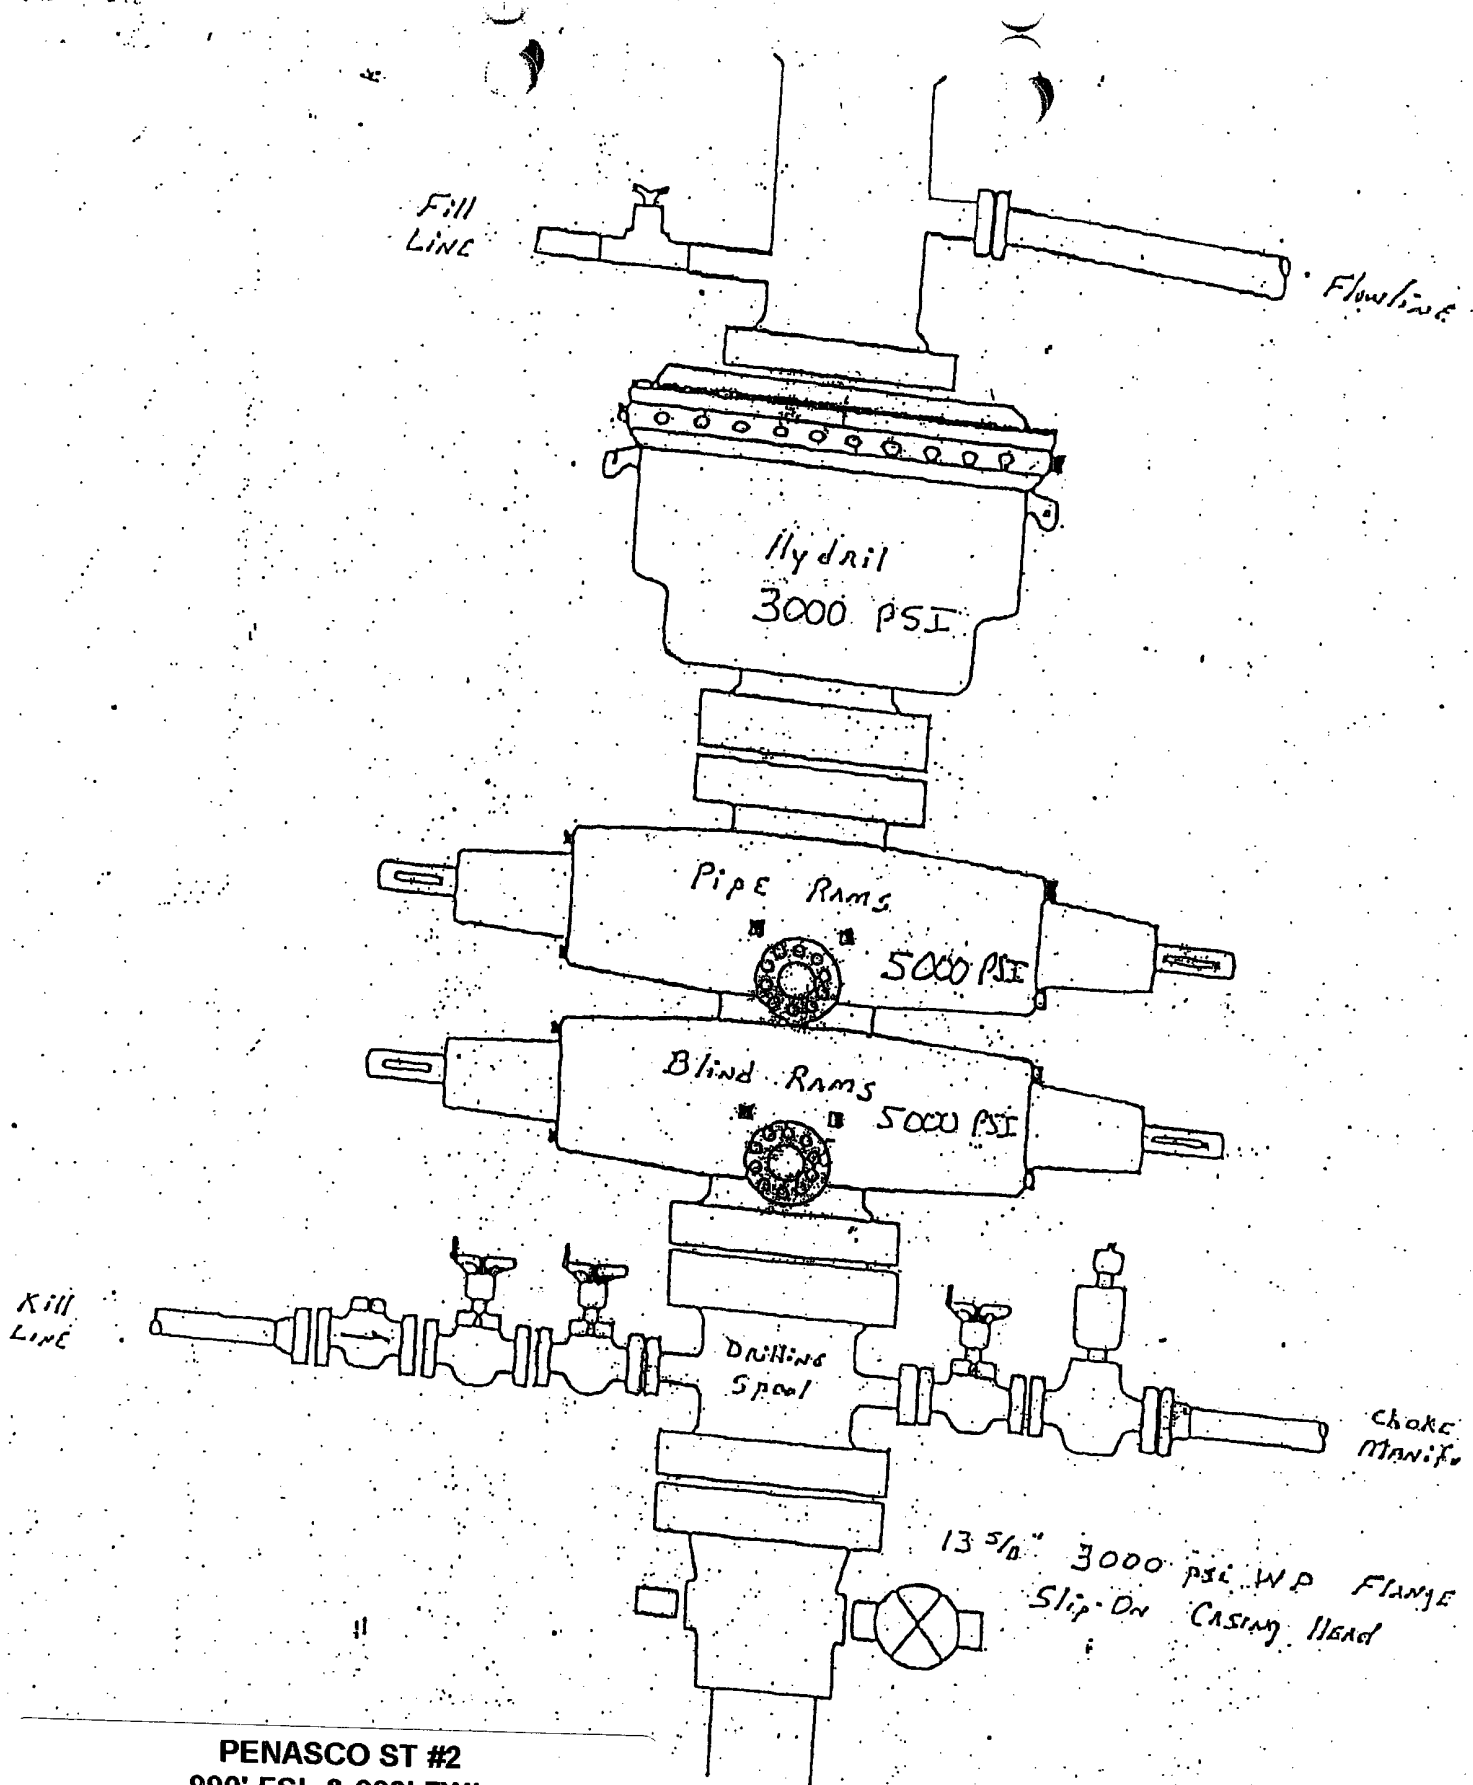 Fill
Line
Flowline
Hydril
3000 PSI
Pipe Rams
5000 PSI
Blind Rams
5000 PSI
Kill
Line
Drilling
Spool
Choke
Manifo
13 5/8" 3000 psi WP Flange
Slip-On Casing Head
PENASCO ST #2